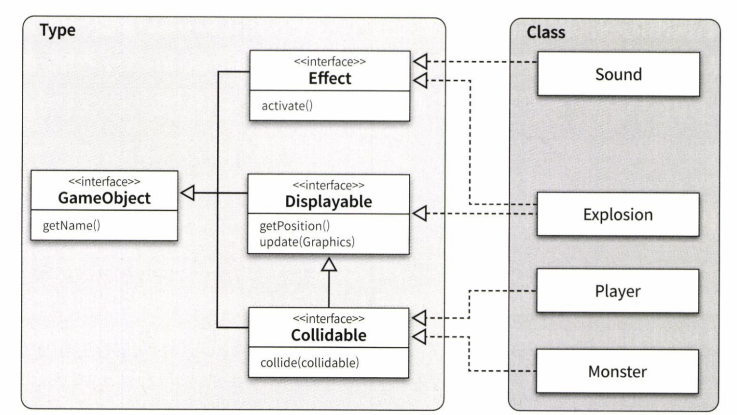 Type
<<interface>>
Effect
activate()
<<interface>>
GameObject
getName()
<<interface>>
Displayable
getPosition()
update(Graphics)
<<interface>>
Collidable
collide(collidable)
Class
Sound
Explosion
Player
Monster